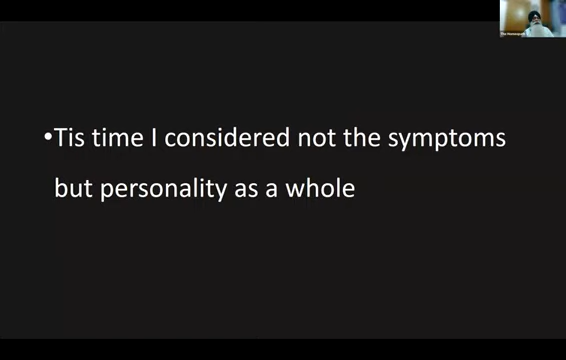 •Tis time I considered not the symptoms
but personality as a whole